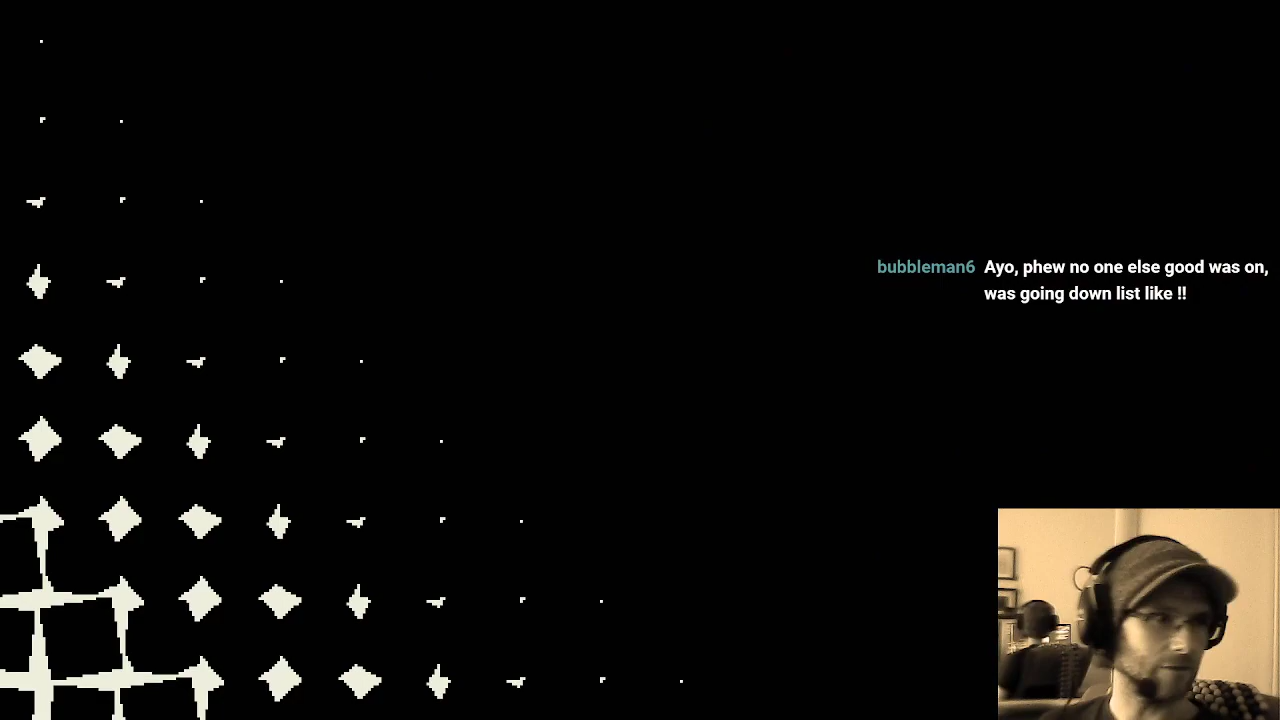 bubbleman6 Ayo, phew no one else good was on,
was going down list like !!